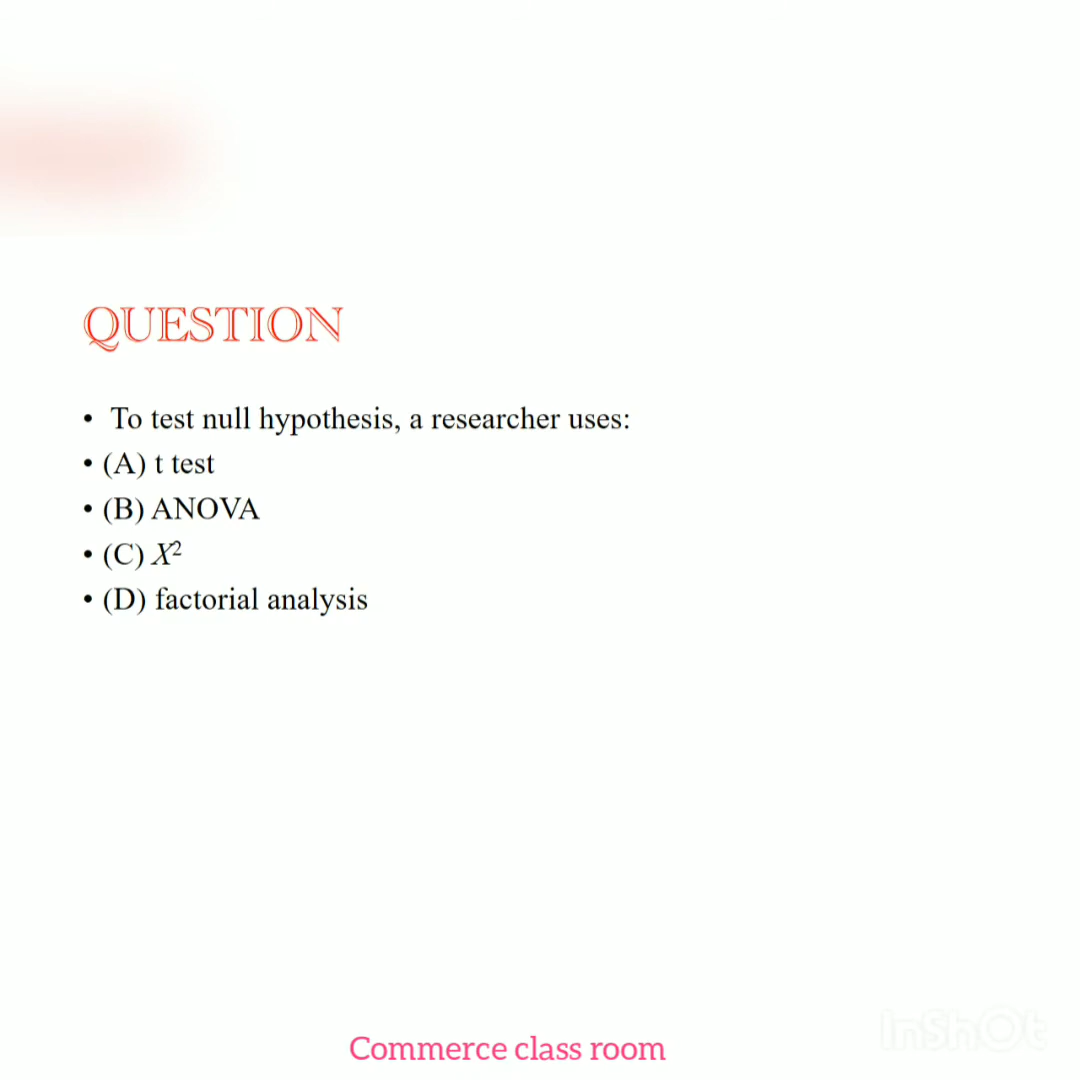 QUESTION
• To test null hypothesis, a researcher uses:
• (A) t test
• (B) ANOVA
• (C) X²
• (D) factorial analysis
Commerce class room
InShOt